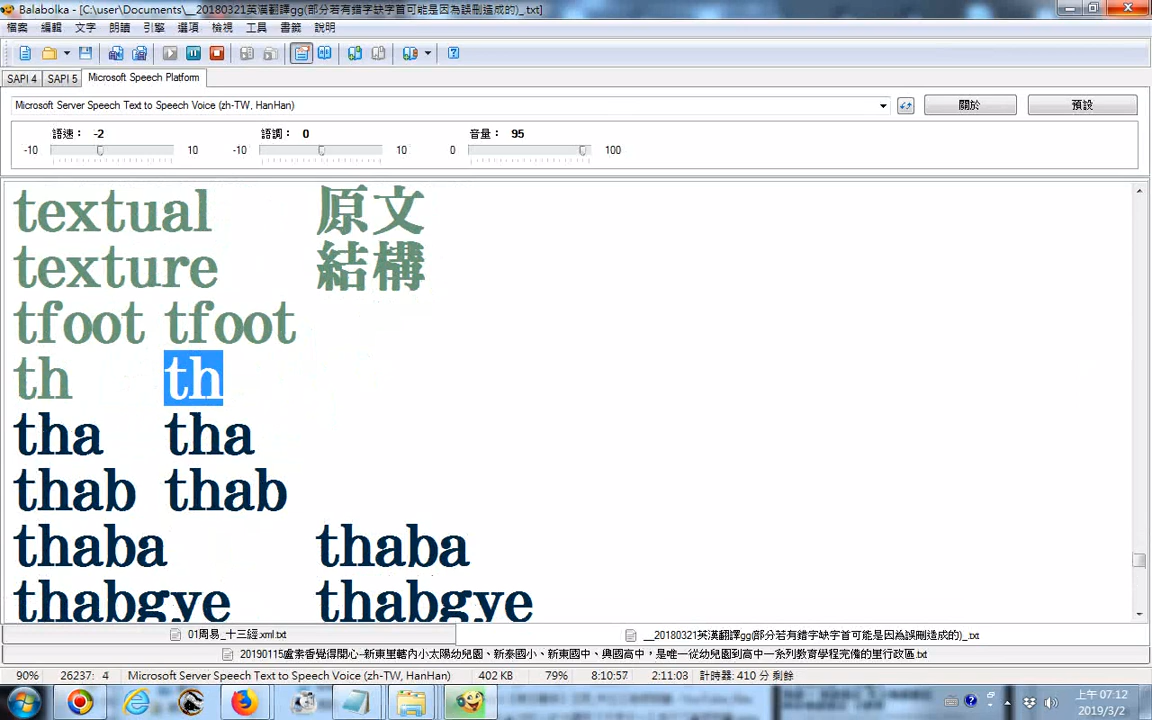 Balabolka - [C:\user\Documents\__20180321英漢翻譯gg(部分若有錯字缺字首可能是因為誤刪造成的)_.txt]
檔案 編輯 文字 朗讀 引擎 選項 檢視 工具 書籤 說明
SAPI 4 SAPI 5 Microsoft Speech Platform
Microsoft Server Speech Text to Speech Voice (zh-TW, HanHan) 關於 預設
語速： -2 語調： 0 音量： 95
-10 10 -10 10 0 100
textual 原文
texture 結構
tfoot tfoot
th th
tha tha
thab thab
thaba thaba
thabgye thabgye
01周易_十三經.xml.txt __20180321英漢翻譯gg(部分若有錯字缺字首可能是因為誤刪造成的)_.txt
20190115盧素香覺得開心-新東里轄內小太陽幼兒園、新泰國小、新東國中、興國高中，是唯一從幼兒園到高中一系列教育學程完備的里行政區.txt
90% 26237: 4 Microsoft Server Speech Text to Speech Voice (zh-TW, HanHan) 402 KB 79% 8:10:57 2:11:03 計時器: 410 分 剩餘
上午 07:12
2019/3/2